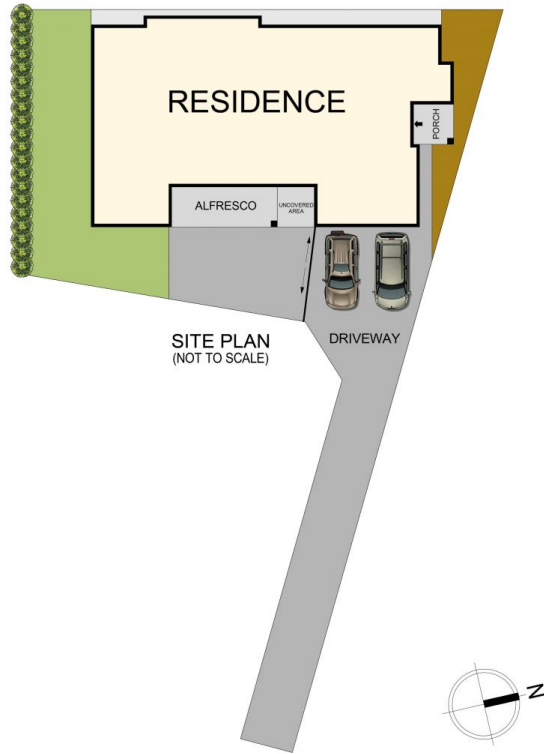 RESIDENCE
PORCH
ALFRESCO
UNCOVERED
AREA
SITE PLAN
(NOT TO SCALE)
DRIVEWAY
N